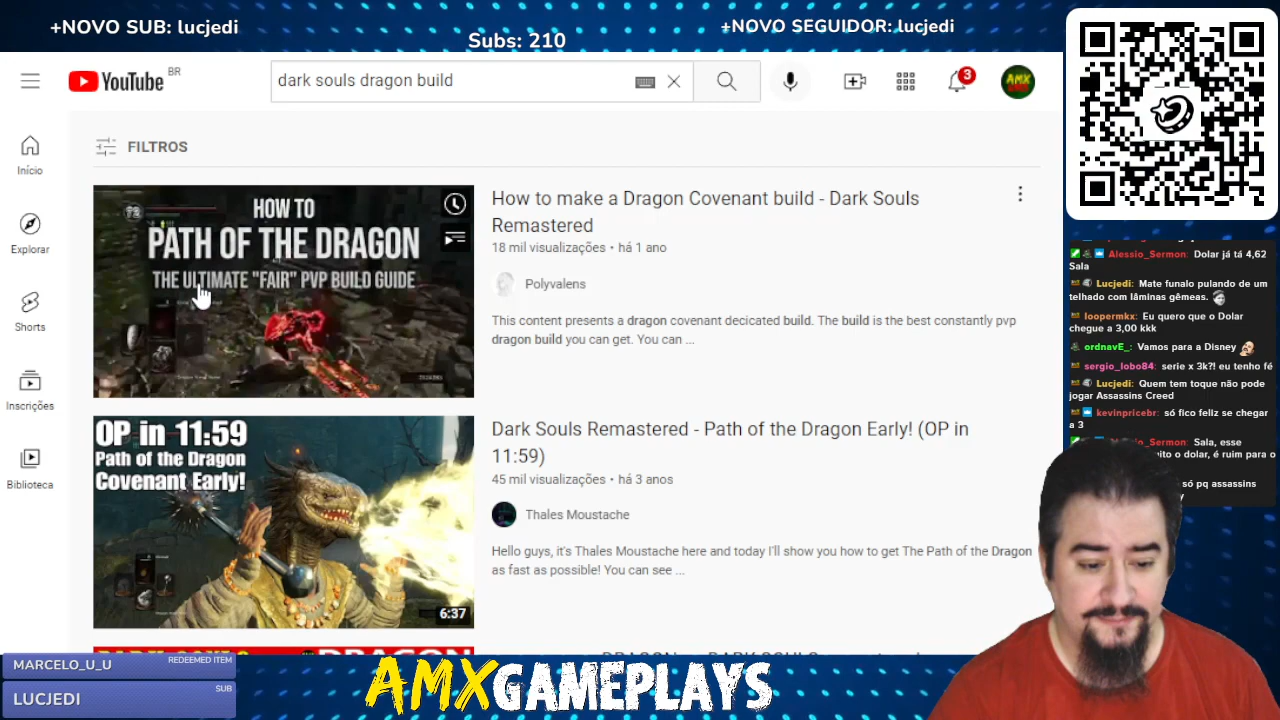 +NOVO SUB: lucjedi
Subs: 210
+NOVO SEGUIDOR: lucjedi
YouTube BR
dark souls dragon build
3
AMX
Início
Explorar
Shorts
Inscrições
Biblioteca
FILTROS
HOW TO
PATH OF THE DRAGON
THE ULTIMATE "FAIR" PVP BUILD GUIDE
How to make a Dragon Covenant build - Dark Souls
Remastered
18 mil visualizações • há 1 ano
Polyvalens
This content presents a dragon covenant decicated build. The build is the best constantly pvp
dragon build you can get. You can ...
OP in 11:59
Path of the Dragon
Covenant Early!
6:37
Dark Souls Remastered - Path of the Dragon Early! (OP in
11:59)
45 mil visualizações • há 3 anos
Thales Moustache
Hello guys, it's Thales Moustache here and today I'll show you how to get The Path of the Dragon
as fast as possible! You can see ...
Alessio_Sermon: Dolar já tá 4,62
Sala
Lucjedi: Mate funalo pulando de um
telhado com lâminas gêmeas.
loopermkx: Eu quero que o Dolar
chegue a 3,00 kkk
ordnavE_: Vamos para a Disney
sergio_lobo84: serie x 3k?! eu tenho fé
Lucjedi: Quem tem toque não pode
jogar Assassins Creed
kevinpricebr: só fico feliz se chegar
a 3
Sermon: Sala, esse
o dolar, é ruim para o
só pq assassins
MARCELO_U_U
REDEEMED ITEM
LUCJEDI
SUB
AMXGAMEPLAYS